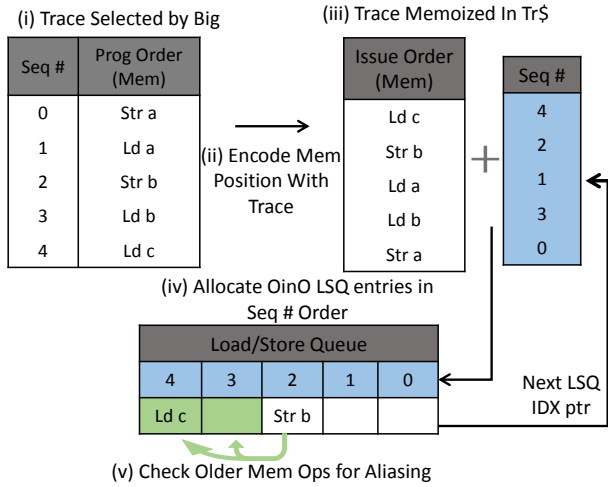 (i) Trace Selected by Big
Seq #
Prog Order
(Mem)
0
Str a
1
Ld a
2
Str b
3
Ld b
4
Ld c
(ii) Encode Mem
Position With
Trace
(iii) Trace Memoized In Tr$
Issue Order
(Mem)
Ld c
Str b
Ld a
Ld b
Str a
+
Seq #
4
2
1
3
0
(iv) Allocate OinO LSQ entries in
Seq # Order
Load/Store Queue
4
3
2
1
0
Ld c
Str b
Next LSQ
IDX ptr
(v) Check Older Mem Ops for Aliasing